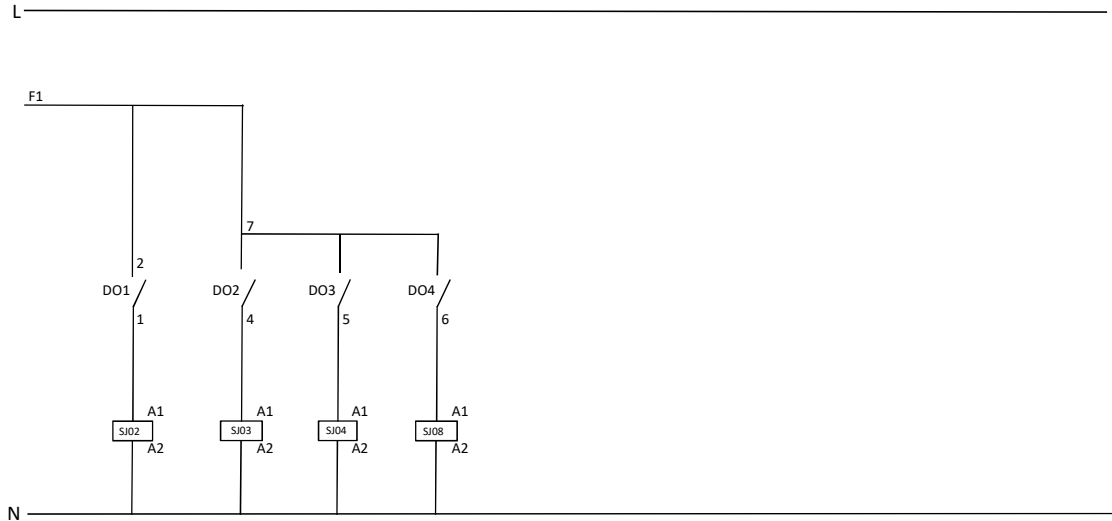 L
F1
7
2
DO1 DO2 DO3 DO4
1 4 5 6
A1 A1 A1 A1
SJ02 SJ03 SJ04 SJ08
A2 A2 A2 A2
N